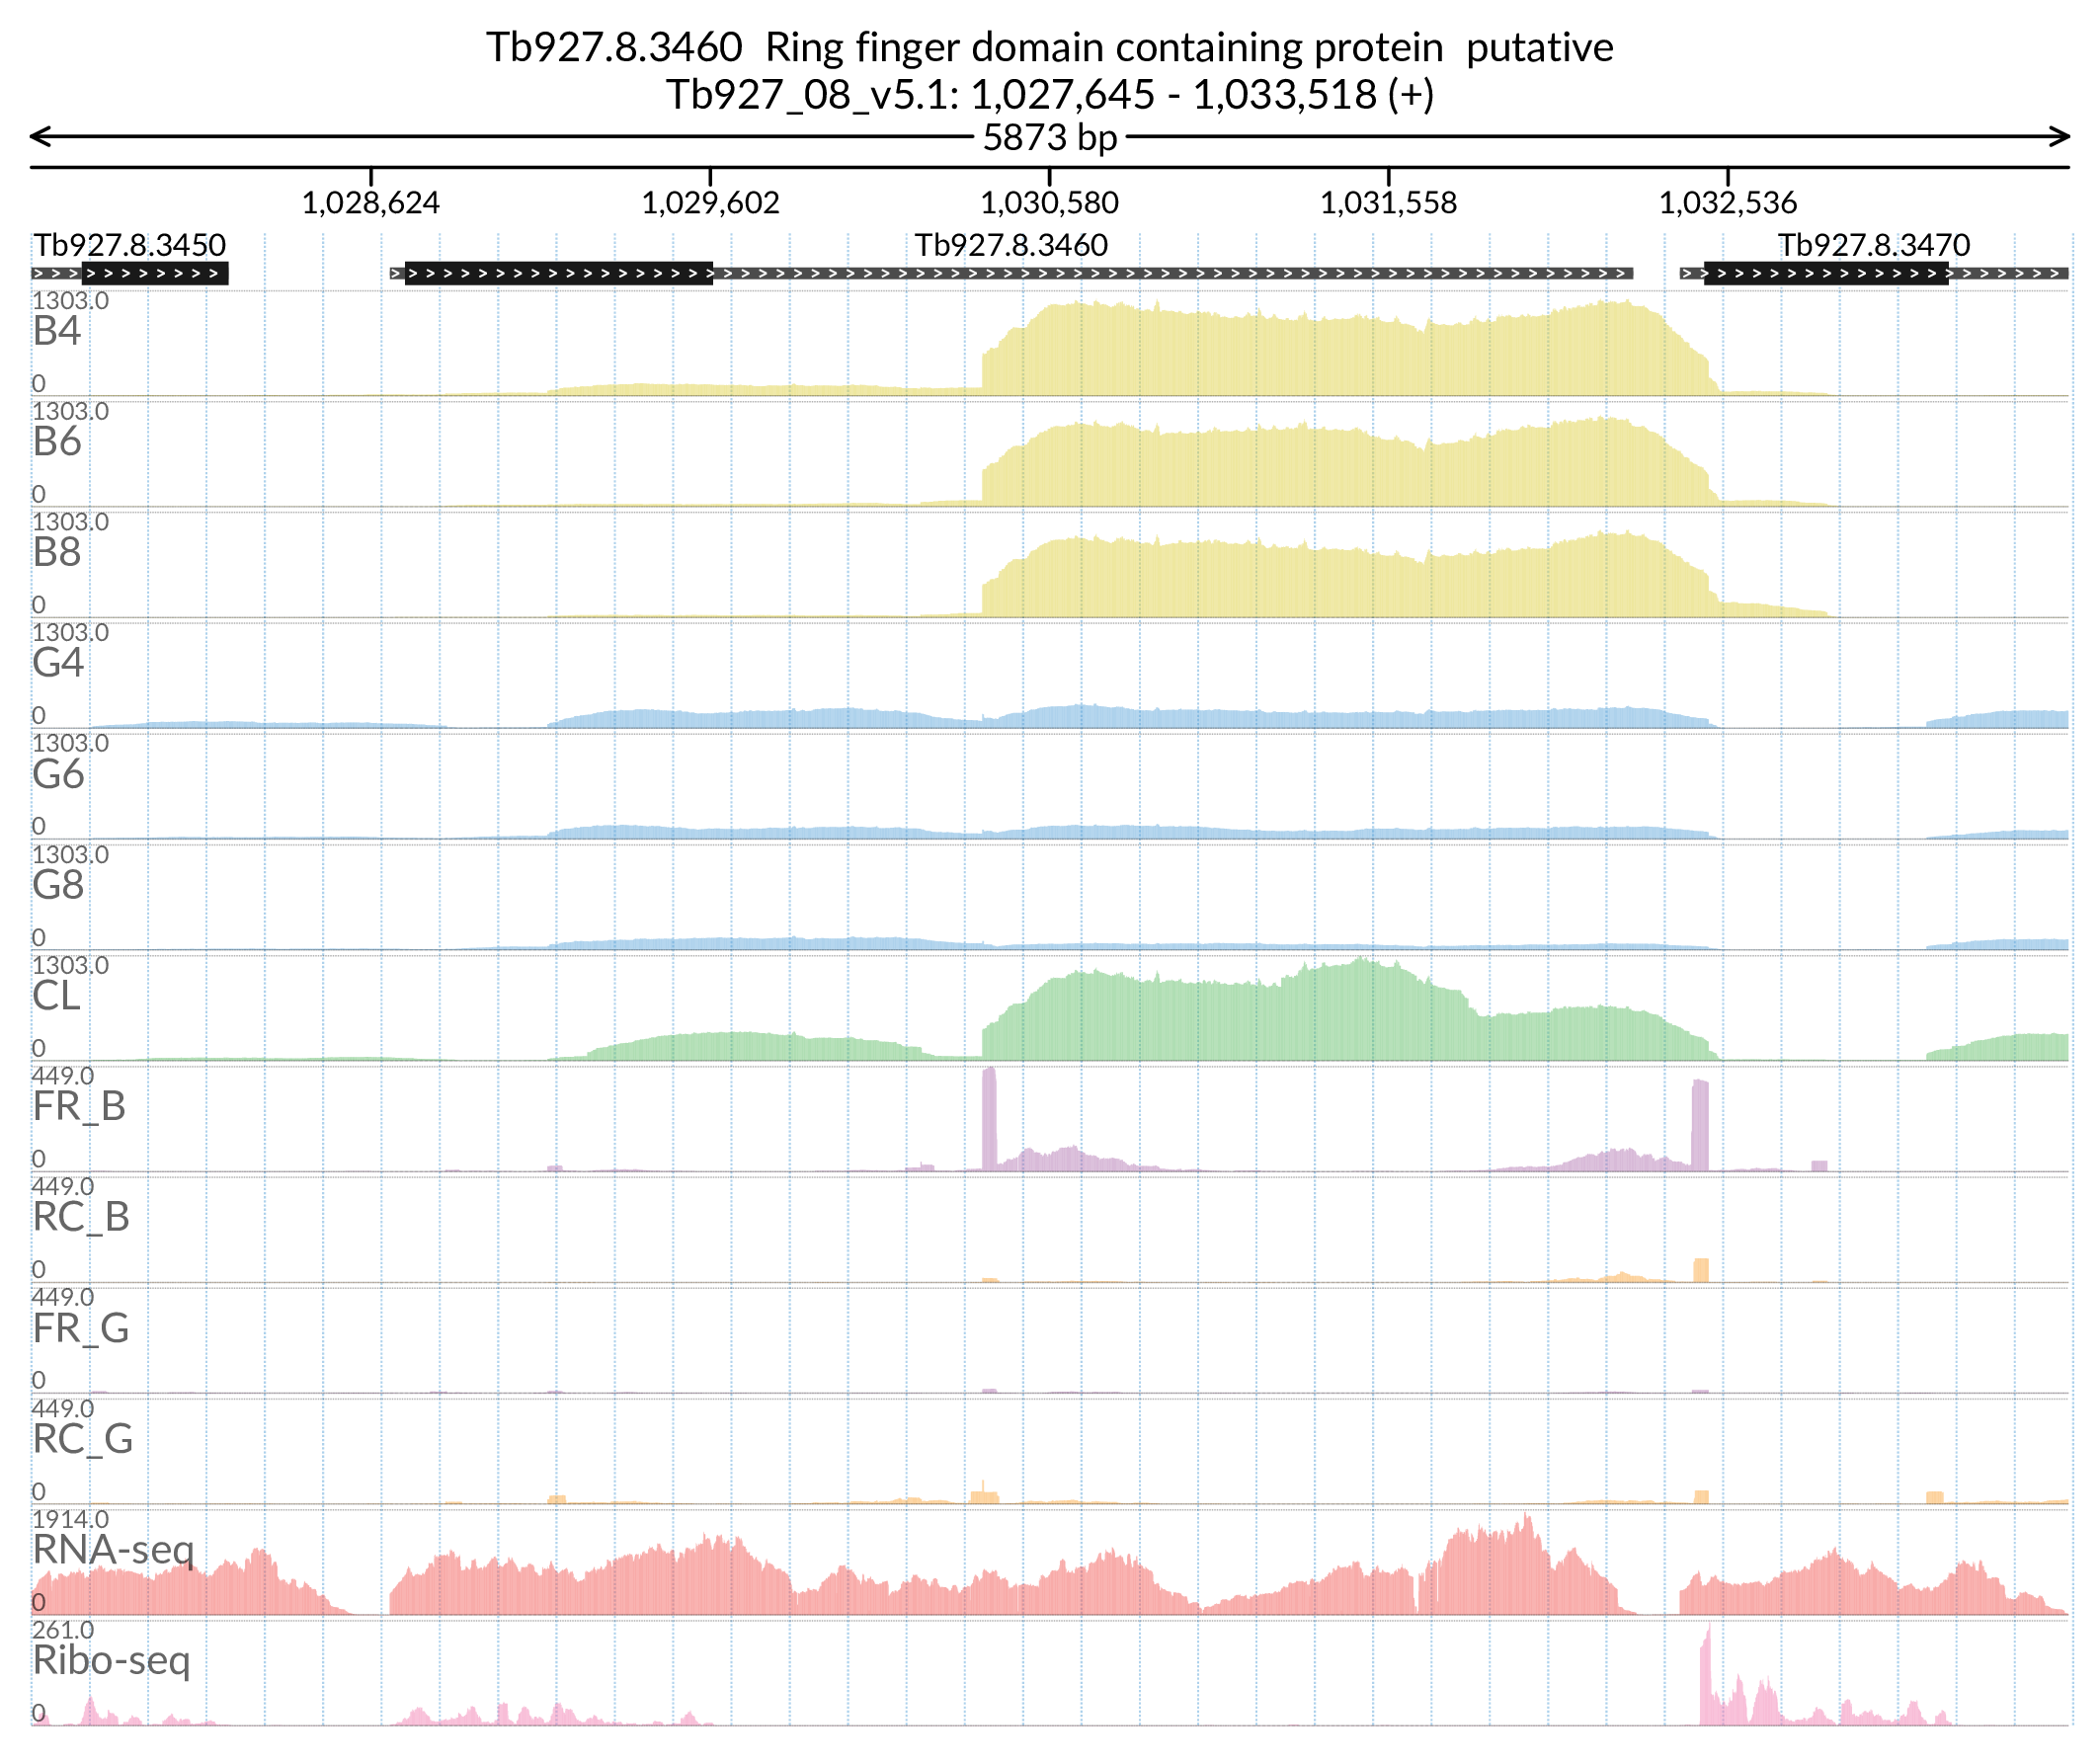 Tb927.8.3460  Ring finger domain containing protein  putative
Tb927_08_v5.1: 1,027,645 - 1,033,518 (+)
5873 bp
1,028,624 1,029,602 1,030,580 1,031,558 1,032,536
Tb927.8.3450 Tb927.8.3460 Tb927.8.3470
1303.0
B4
0
1303.0
B6
0
1303.0
B8
0
1303.0
G4
0
1303.0
G6
0
1303.0
G8
0
1303.0
CL
0
449.0
FR_B
0
449.0
RC_B
0
449.0
FR_G
0
449.0
RC_G
0
1914.0
RNA-seq
0
261.0
Ribo-seq
0